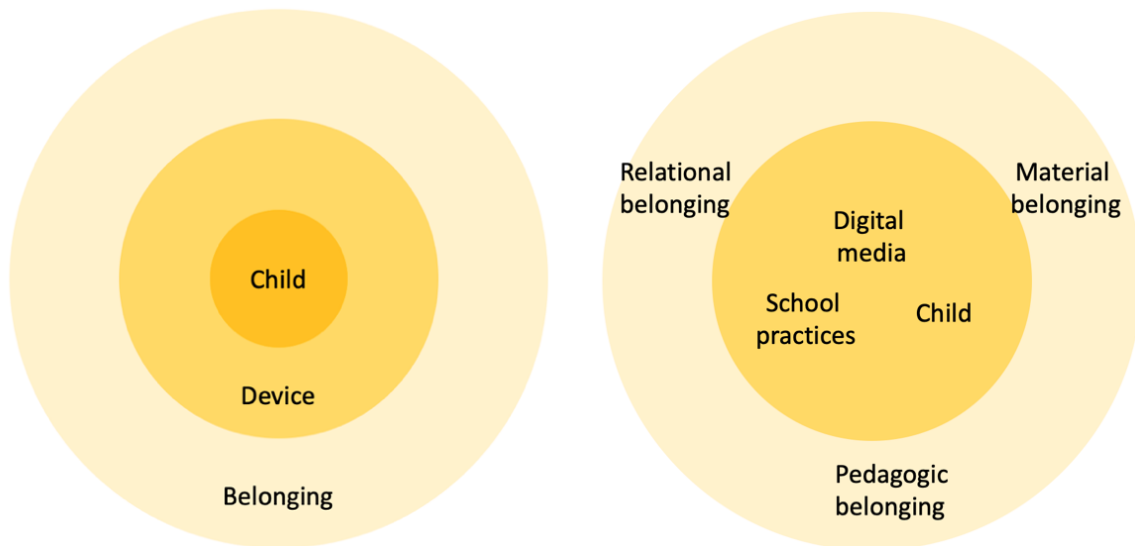 Child
Device
Belonging
Relational
belonging
Material
belonging
Digital
media
School
practices
Child
Pedagogic
belonging